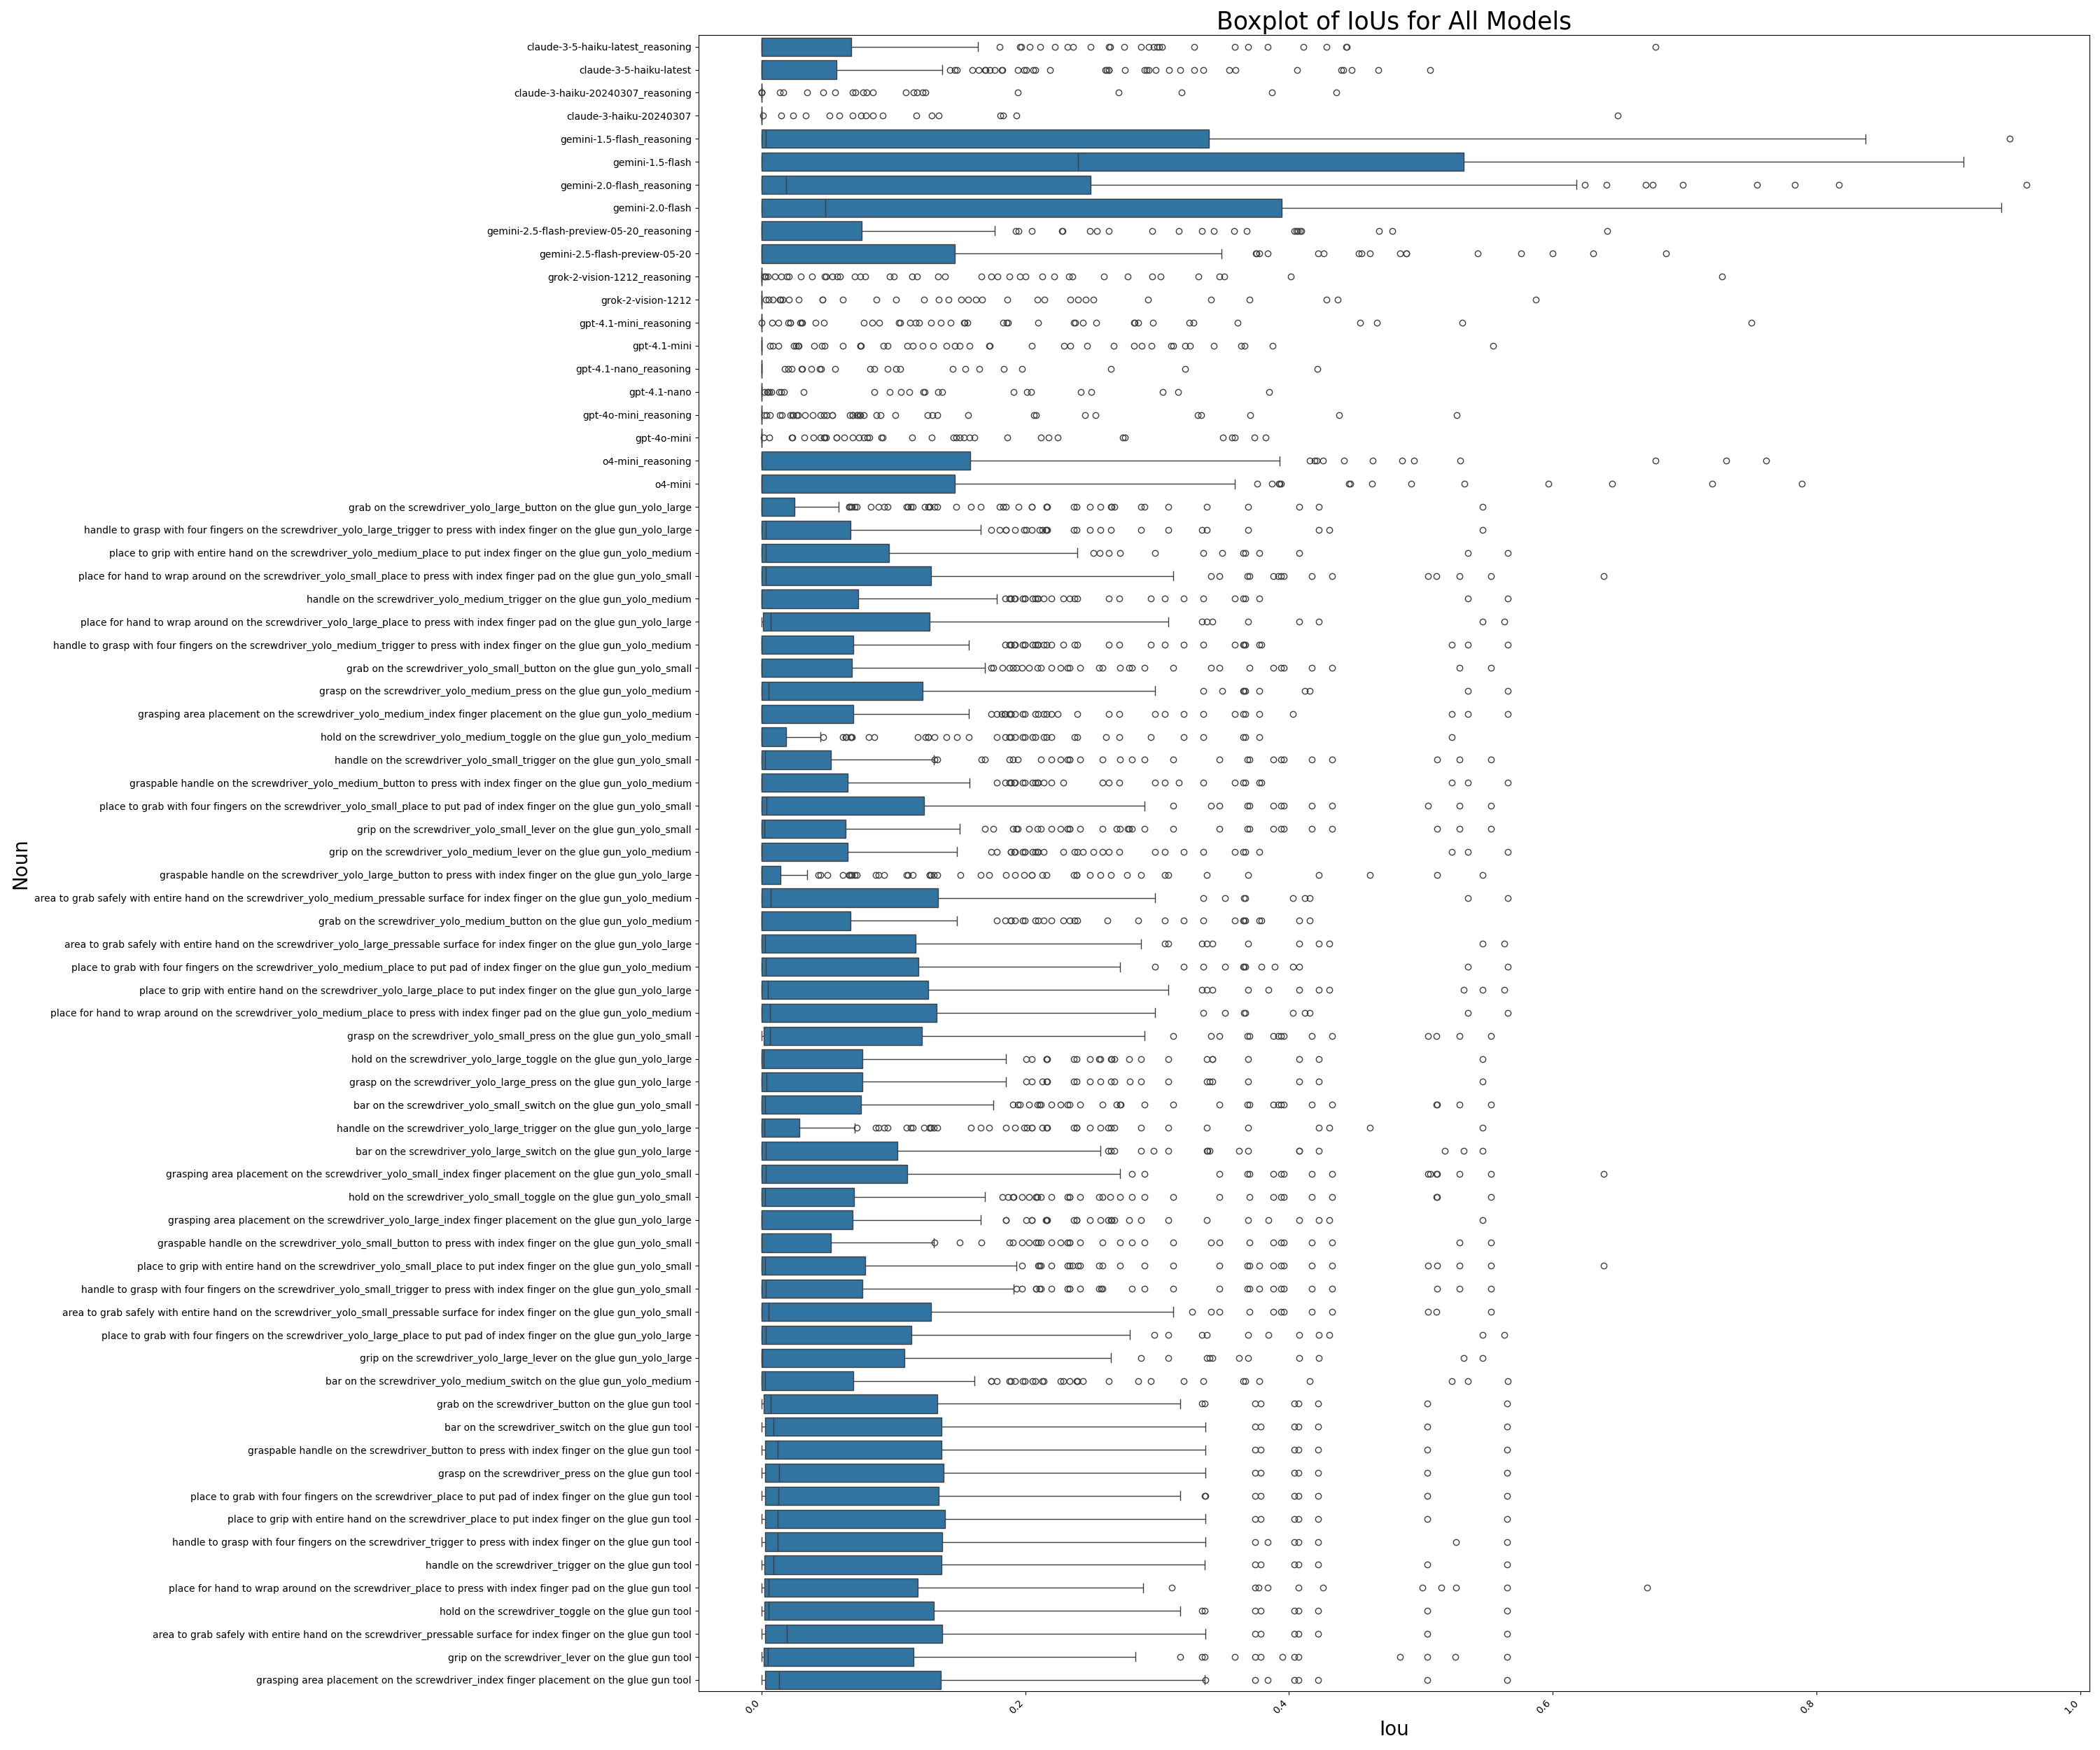 Boxplot of IoUs for All Models
claude-3-5-haiku-latest_reasoning
claude-3-5-haiku-latest
claude-3-haiku-20240307_reasoning
claude-3-haiku-20240307
gemini-1.5-flash_reasoning
gemini-1.5-flash
gemini-2.0-flash_reasoning
gemini-2.0-flash
gemini-2.5-flash-preview-05-20_reasoning
gemini-2.5-flash-preview-05-20
grok-2-vision-1212_reasoning
grok-2-vision-1212
gpt-4.1-mini_reasoning
gpt-4.1-mini
gpt-4.1-nano_reasoning
gpt-4.1-nano
gpt-4o-mini_reasoning
gpt-4o-mini
o4-mini_reasoning
o4-mini
grab on the screwdriver_yolo_large_button on the glue gun_yolo_large
handle to grasp with four fingers on the screwdriver_yolo_large_trigger to press with index finger on the glue gun_yolo_large
place to grip with entire hand on the screwdriver_yolo_medium_place to put index finger on the glue gun_yolo_medium
place for hand to wrap around on the screwdriver_yolo_small_place to press with index finger pad on the glue gun_yolo_small
handle on the screwdriver_yolo_medium_trigger on the glue gun_yolo_medium
place for hand to wrap around on the screwdriver_yolo_large_place to press with index finger pad on the glue gun_yolo_large
handle to grasp with four fingers on the screwdriver_yolo_medium_trigger to press with index finger on the glue gun_yolo_medium
grab on the screwdriver_yolo_small_button on the glue gun_yolo_small
grasp on the screwdriver_yolo_medium_press on the glue gun_yolo_medium
grasping area placement on the screwdriver_yolo_medium_index finger placement on the glue gun_yolo_medium
hold on the screwdriver_yolo_medium_toggle on the glue gun_yolo_medium
handle on the screwdriver_yolo_small_trigger on the glue gun_yolo_small
graspable handle on the screwdriver_yolo_medium_button to press with index finger on the glue gun_yolo_medium
place to grab with four fingers on the screwdriver_yolo_small_place to put pad of index finger on the glue gun_yolo_small
grip on the screwdriver_yolo_small_lever on the glue gun_yolo_small
grip on the screwdriver_yolo_medium_lever on the glue gun_yolo_medium
graspable handle on the screwdriver_yolo_large_button to press with index finger on the glue gun_yolo_large
area to grab safely with entire hand on the screwdriver_yolo_medium_pressable surface for index finger on the glue gun_yolo_medium
grab on the screwdriver_yolo_medium_button on the glue gun_yolo_medium
area to grab safely with entire hand on the screwdriver_yolo_large_pressable surface for index finger on the glue gun_yolo_large
place to grab with four fingers on the screwdriver_yolo_medium_place to put pad of index finger on the glue gun_yolo_medium
place to grip with entire hand on the screwdriver_yolo_large_place to put index finger on the glue gun_yolo_large
place for hand to wrap around on the screwdriver_yolo_medium_place to press with index finger pad on the glue gun_yolo_medium
grasp on the screwdriver_yolo_small_press on the glue gun_yolo_small
hold on the screwdriver_yolo_large_toggle on the glue gun_yolo_large
grasp on the screwdriver_yolo_large_press on the glue gun_yolo_large
bar on the screwdriver_yolo_small_switch on the glue gun_yolo_small
handle on the screwdriver_yolo_large_trigger on the glue gun_yolo_large
bar on the screwdriver_yolo_large_switch on the glue gun_yolo_large
grasping area placement on the screwdriver_yolo_small_index finger placement on the glue gun_yolo_small
hold on the screwdriver_yolo_small_toggle on the glue gun_yolo_small
grasping area placement on the screwdriver_yolo_large_index finger placement on the glue gun_yolo_large
graspable handle on the screwdriver_yolo_small_button to press with index finger on the glue gun_yolo_small
place to grip with entire hand on the screwdriver_yolo_small_place to put index finger on the glue gun_yolo_small
handle to grasp with four fingers on the screwdriver_yolo_small_trigger to press with index finger on the glue gun_yolo_small
area to grab safely with entire hand on the screwdriver_yolo_small_pressable surface for index finger on the glue gun_yolo_small
place to grab with four fingers on the screwdriver_yolo_large_place to put pad of index finger on the glue gun_yolo_large
grip on the screwdriver_yolo_large_lever on the glue gun_yolo_large
bar on the screwdriver_yolo_medium_switch on the glue gun_yolo_medium
grab on the screwdriver_button on the glue gun tool
bar on the screwdriver_switch on the glue gun tool
graspable handle on the screwdriver_button to press with index finger on the glue gun tool
grasp on the screwdriver_press on the glue gun tool
place to grab with four fingers on the screwdriver_place to put pad of index finger on the glue gun tool
place to grip with entire hand on the screwdriver_place to put index finger on the glue gun tool
handle to grasp with four fingers on the screwdriver_trigger to press with index finger on the glue gun tool
handle on the screwdriver_trigger on the glue gun tool
place for hand to wrap around on the screwdriver_place to press with index finger pad on the glue gun tool
hold on the screwdriver_toggle on the glue gun tool
area to grab safely with entire hand on the screwdriver_pressable surface for index finger on the glue gun tool
grip on the screwdriver_lever on the glue gun tool
grasping area placement on the screwdriver_index finger placement on the glue gun tool
Noun
0.0
0.2
0.4
0.6
0.8
1.0
Iou